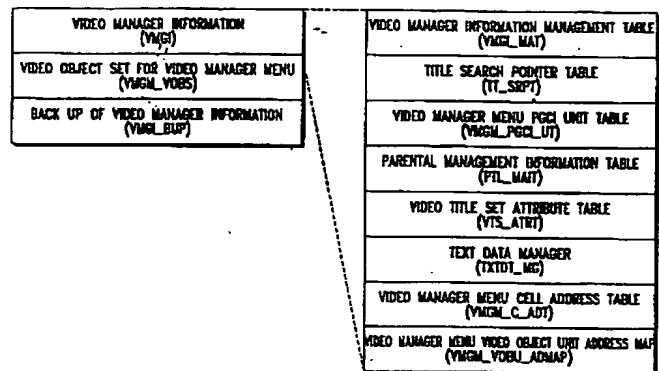 VIDEO MANAGER INFORMATION
(VMGI)
VIDEO OBJECT SET FOR VIDEO MANAGER MENU
(VMGM_VOBS)
BACK UP OF VIDEO MANAGER INFORMATION
(VMGI_BUP)
VIDEO MANAGER INFORMATION MANAGEMENT TABLE
(VMGI_MAT)
TITLE SEARCH POINTER TABLE
(TT_SRPT)
VIDEO MANAGER MENU PGCI UNIT TABLE
(VMGM_PGCI_UT)
PARENTAL MANAGEMENT INFORMATION TABLE
(PTL_MAIT)
VIDEO TITLE SET ATTRIBUTE TABLE
(VTS_ATRT)
TEXT DATA MANAGER
(TXTDT_MG)
VIDEO MANAGER MENU CELL ADDRESS TABLE
(VMGM_C_ADT)
VIDEO MANAGER MENU VIDEO OBJECT UNIT ADDRESS MAP
(VMGM_VOBU_ADMAP)